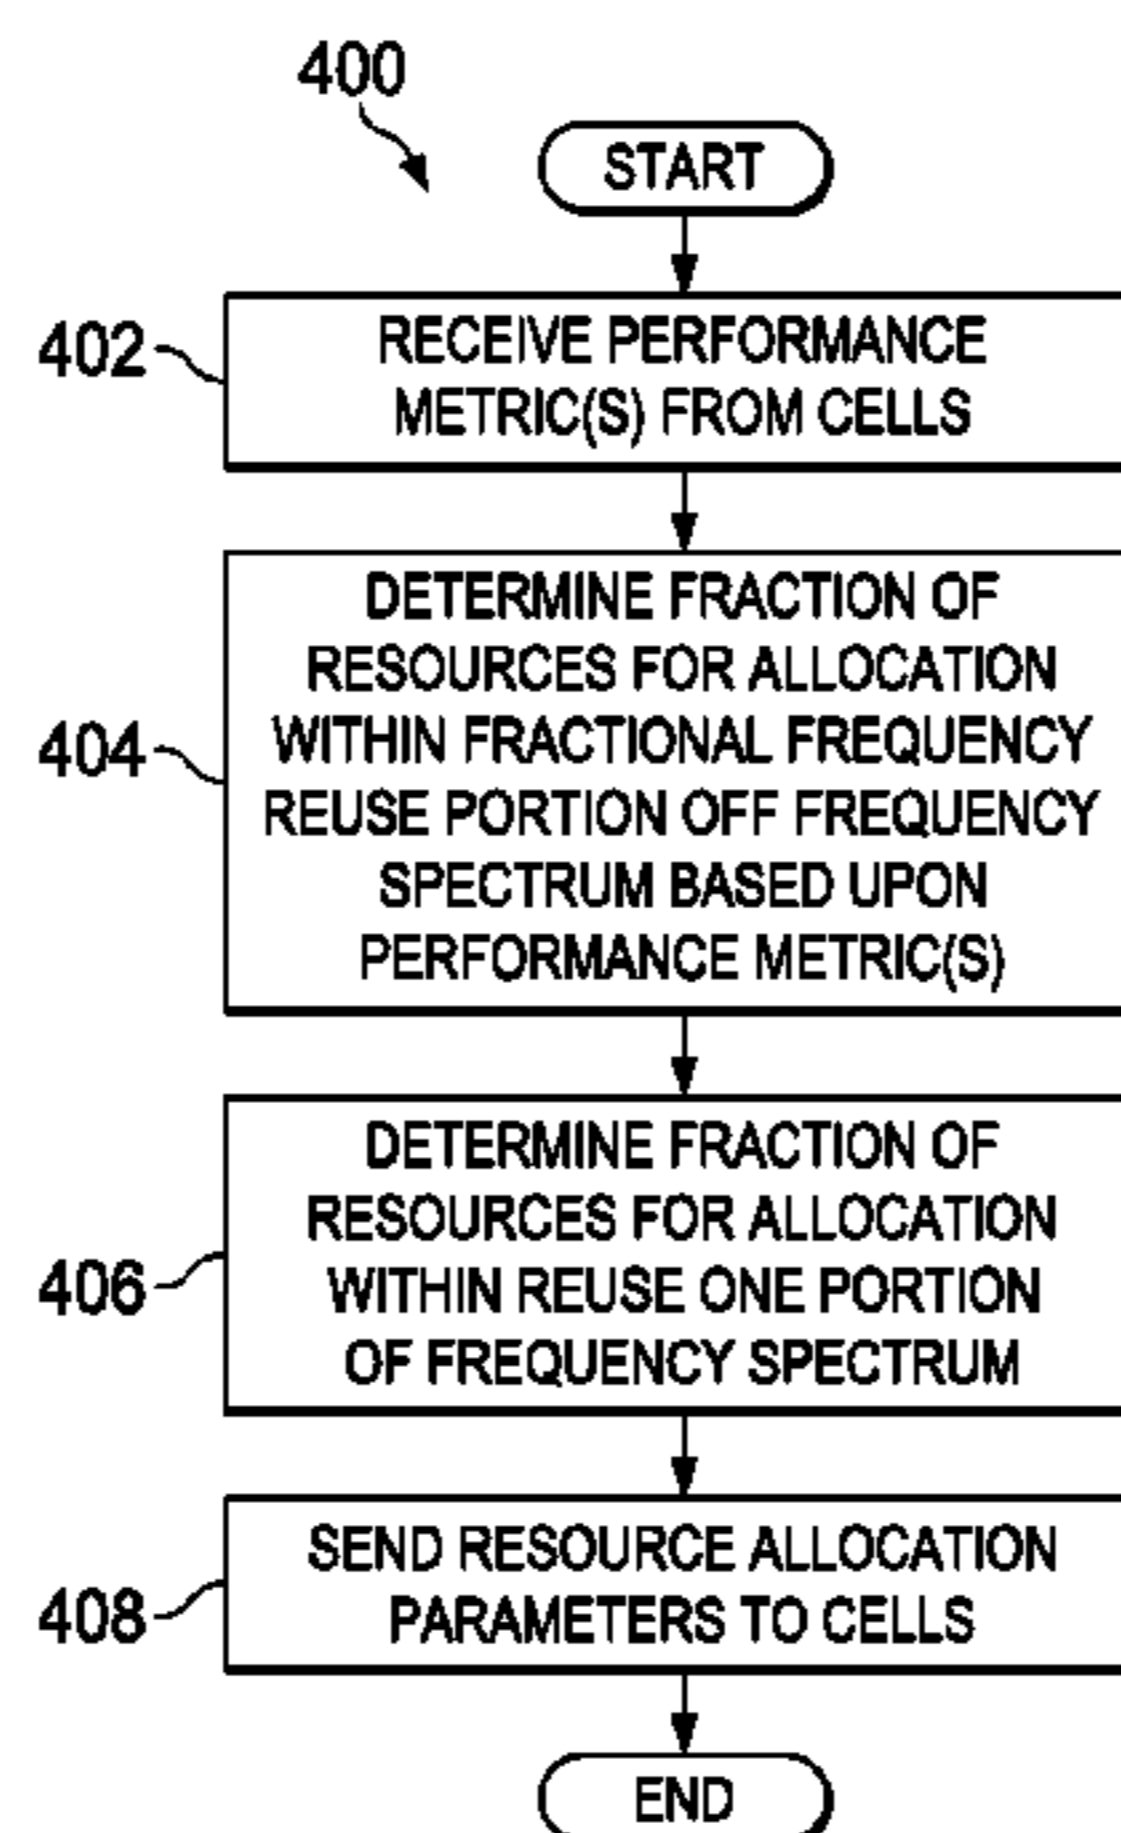 400
START
402
RECEIVE PERFORMANCE
METRIC(S) FROM CELLS
404
DETERMINE FRACTION OF
RESOURCES FOR ALLOCATION
WITHIN FRACTIONAL FREQUENCY
REUSE PORTION OFF FREQUENCY
SPECTRUM BASED UPON
PERFORMANCE METRIC(S)
406
DETERMINE FRACTION OF
RESOURCES FOR ALLOCATION
WITHIN REUSE ONE PORTION
OF FREQUENCY SPECTRUM
408
SEND RESOURCE ALLOCATION
PARAMETERS TO CELLS
END